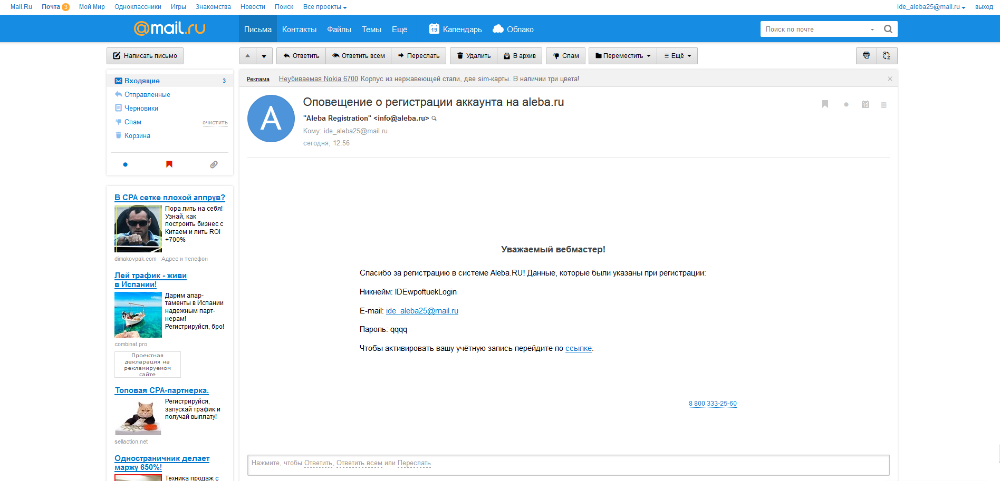 Mail.Ru Почта 3 Мой Мир Одноклассники Игры Знакомства Новости Поиск Все проекты ide_aleba25@mail.ru выход
@mail.ru Письма Контакты Файлы Темы Ещё 19 Календарь Облако Поиск по почте
Написать письмо Ответить Ответить всем Переслать Удалить В архив Спам Переместить Ещё
Входящие 3
Отправленные
Черновики
Спам очистить
Корзина
В СРА сетке плохой аппрув?
Пора лить на себя!
Узнай, как
построить бизнес с
Китаем и лить ROI
+700%
dimakovpak.com Адрес и телефон
Лей трафик - живи
в Испании!
Дарим апар-
таменты в Испании
надежным парт-
нерам!
Регистрируйся, бро!
combinat.pro
Проектная
декларация на
рекламируемом
сайте
Топовая СРА-партнерка.
Регистрируйся,
запускай трафик и
получай выплату!
sellaction.net
Одностраничник делает
маржу 650%!
Техника продаж с
Реклама Неубиваемая Nokia 6700 Корпус из нержавеющей стали, две sim-карты. В наличии три цвета!
A
Оповещение о регистрации аккаунта на aleba.ru
19
"Aleba Registration" <info@aleba.ru>
Кому: ide_aleba25@mail.ru
сегодня, 12:56
Уважаемый вебмастер!
Спасибо за регистрацию в системе Aleba.RU! Данные, которые были указаны при регистрации:
Никнейм: IDEwpoftuekLogin
E-mail: ide_aleba25@mail.ru
Пароль: qqqq
Чтобы активировать вашу учётную запись перейдите по ссылке.
8 800 333-25-60
Нажмите, чтобы Ответить, Ответить всем или Переслать